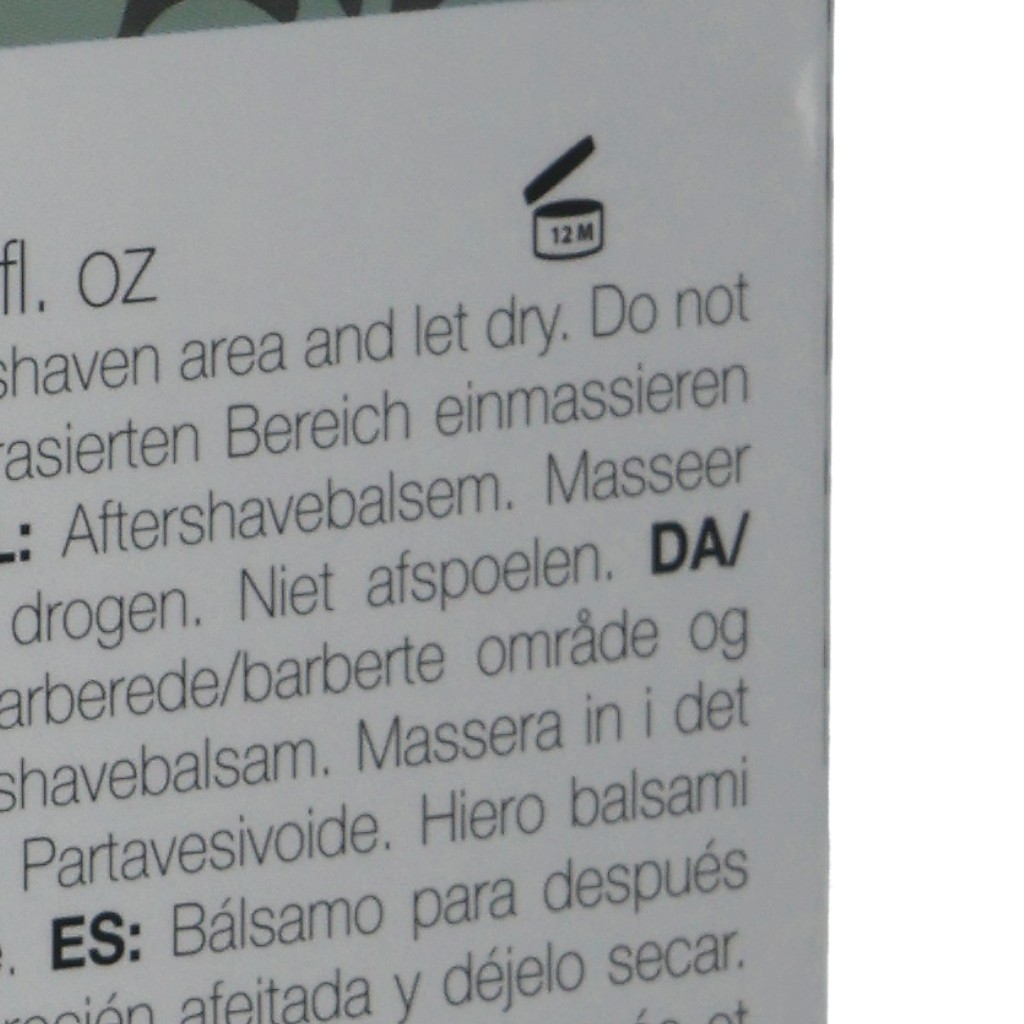 12M
fl. oz
shaven area and let dry. Do not
rasierten Bereich einmassieren
L: Aftershavebalsem. Masseer
drogen. Niet afspoelen. DA/
arberede/barberte område og
shavebalsam. Massera in i det
Partavesivoide. Hiero balsami
. ES: Bálsamo para después
afeitada y déjelo secar.